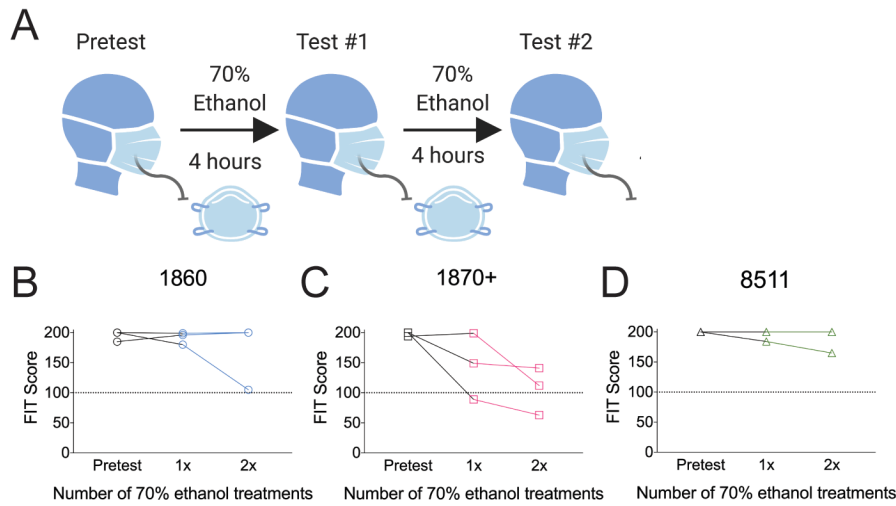 A
Pretest
Test #1
Test #2
70%
Ethanol
4 hours
70%
Ethanol
4 hours
B
1860
FIT Score
200
150
100
50
0
Pretest
1x
2x
Number of 70% ethanol treatments
C
1870+
FIT Score
200
150
100
50
0
Pretest
1x
2x
Number of 70% ethanol treatments
D
8511
FIT Score
200
150
100
50
0
Pretest
1x
2x
Number of 70% ethanol treatments